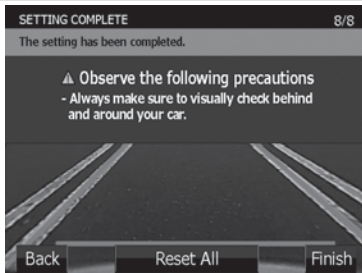 SETTING COMPLETE 8/8
The setting has been completed.
⚠ Observe the following precautions
- Always make sure to visually check behind
and around your car.
Back Reset All Finish